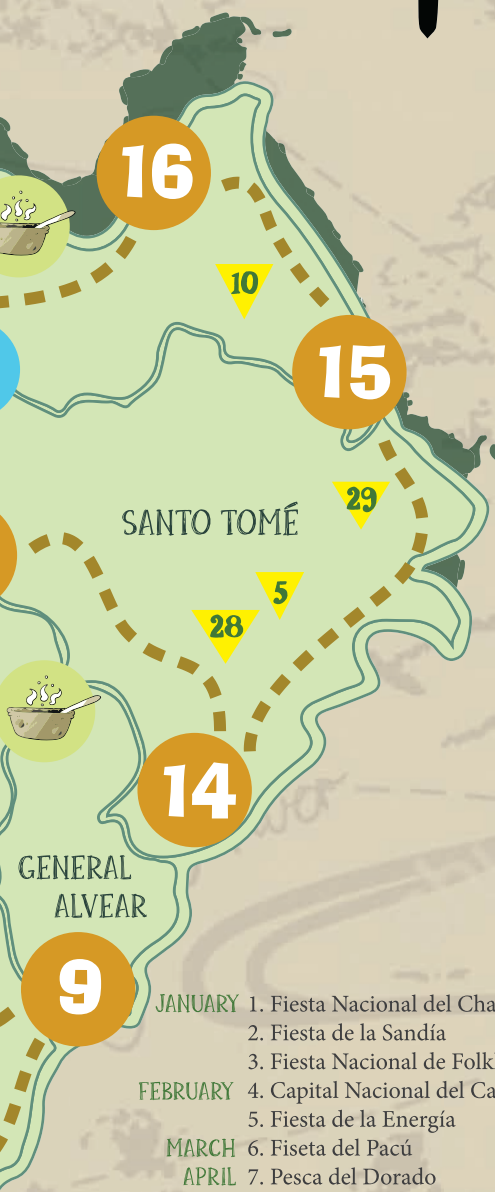 16
10
15
29
SANTO TOMÉ
5
28
14
GENERAL
ALVEAR
9
JANUARY 1. Fiesta Nacional del Cha
2. Fiesta de la Sandía
3. Fiesta Nacional de Folk
FEBRUARY 4. Capital Nacional del Ca
5. Fiesta de la Energía
MARCH 6. Fiseta del Pacú
APRIL 7. Pesca del Dorado